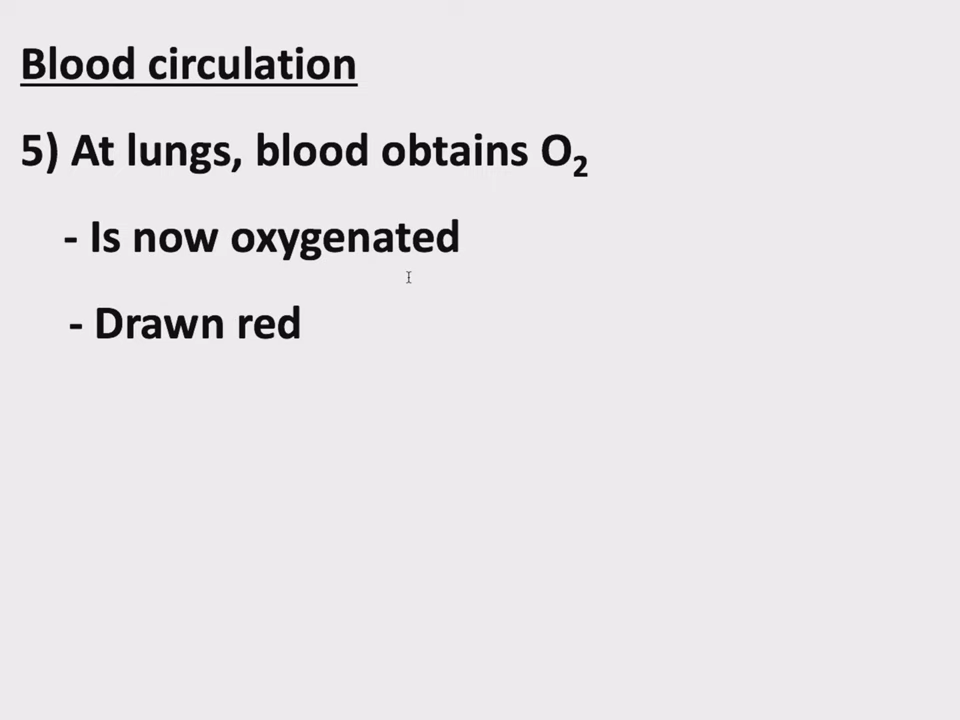 Blood circulation
5) At lungs, blood obtains O₂
- Is now oxygenated
- Drawn red